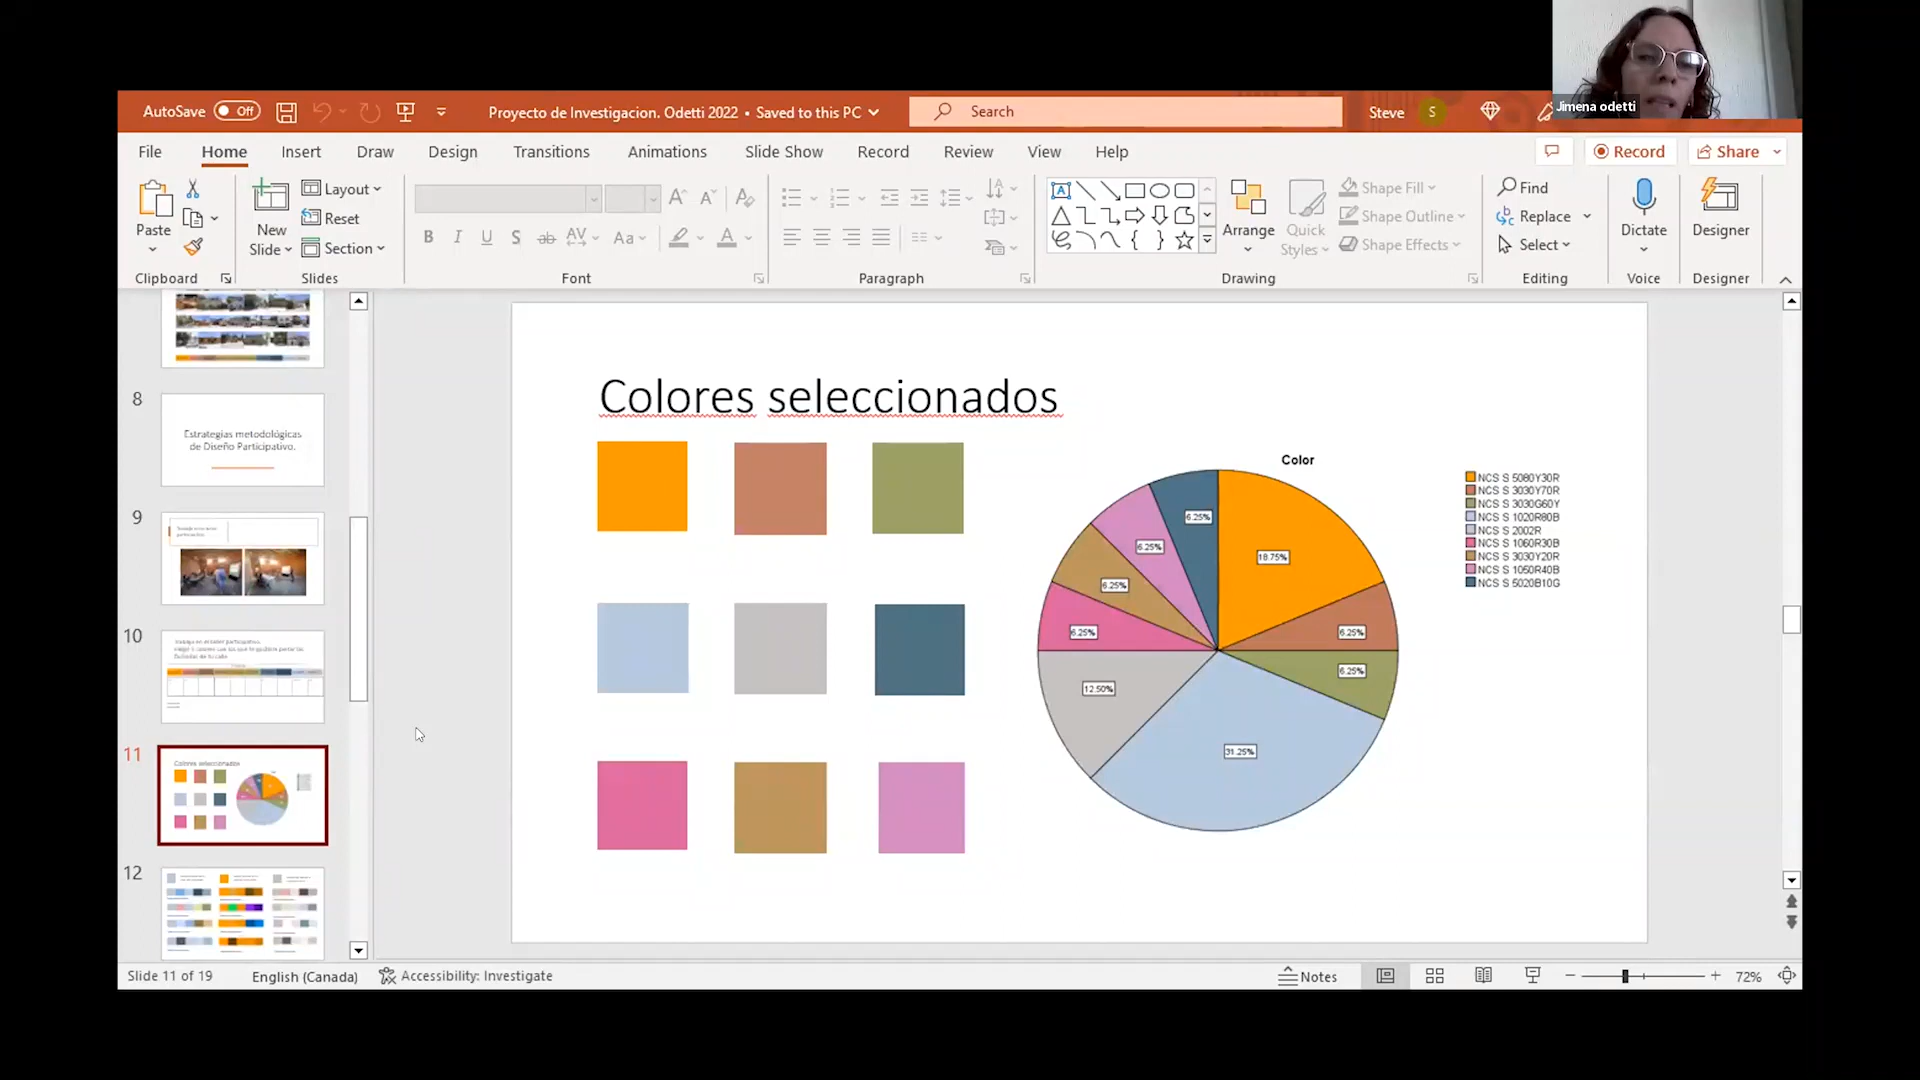 Jimena odetti
AutoSave Off
Proyecto de Investigacion. Odetti 2022 • Saved to this PC
Search
Steve S
File Home Insert Draw Design Transitions Animations Slide Show Record Review View Help
Record Share
Paste
New
Slide
Layout
Reset
Section
Arrange
Quick
Styles
Shape Fill
Shape Outline
Shape Effects
Find
Replace
Select
Dictate
Designer
Clipboard Slides Font Paragraph Drawing Editing Voice Designer
8
Estrategias metodológicas
de Diseño Participativo.
9
10
11
Colores seleccionados
12
Colores seleccionados
Color
18.75%
6.25%
6.25%
31.25%
12.50%
6.25%
6.25%
6.25%
6.25%
NCS S 5080Y30R
NCS S 3030Y70R
NCS S 3030G60Y
NCS S 1020R80B
NCS S 2002R
NCS S 1060R30B
NCS S 3030Y20R
NCS S 1050R40B
NCS S 5020B10G
Slide 11 of 19
English (Canada)
Accessibility: Investigate
Notes
72%